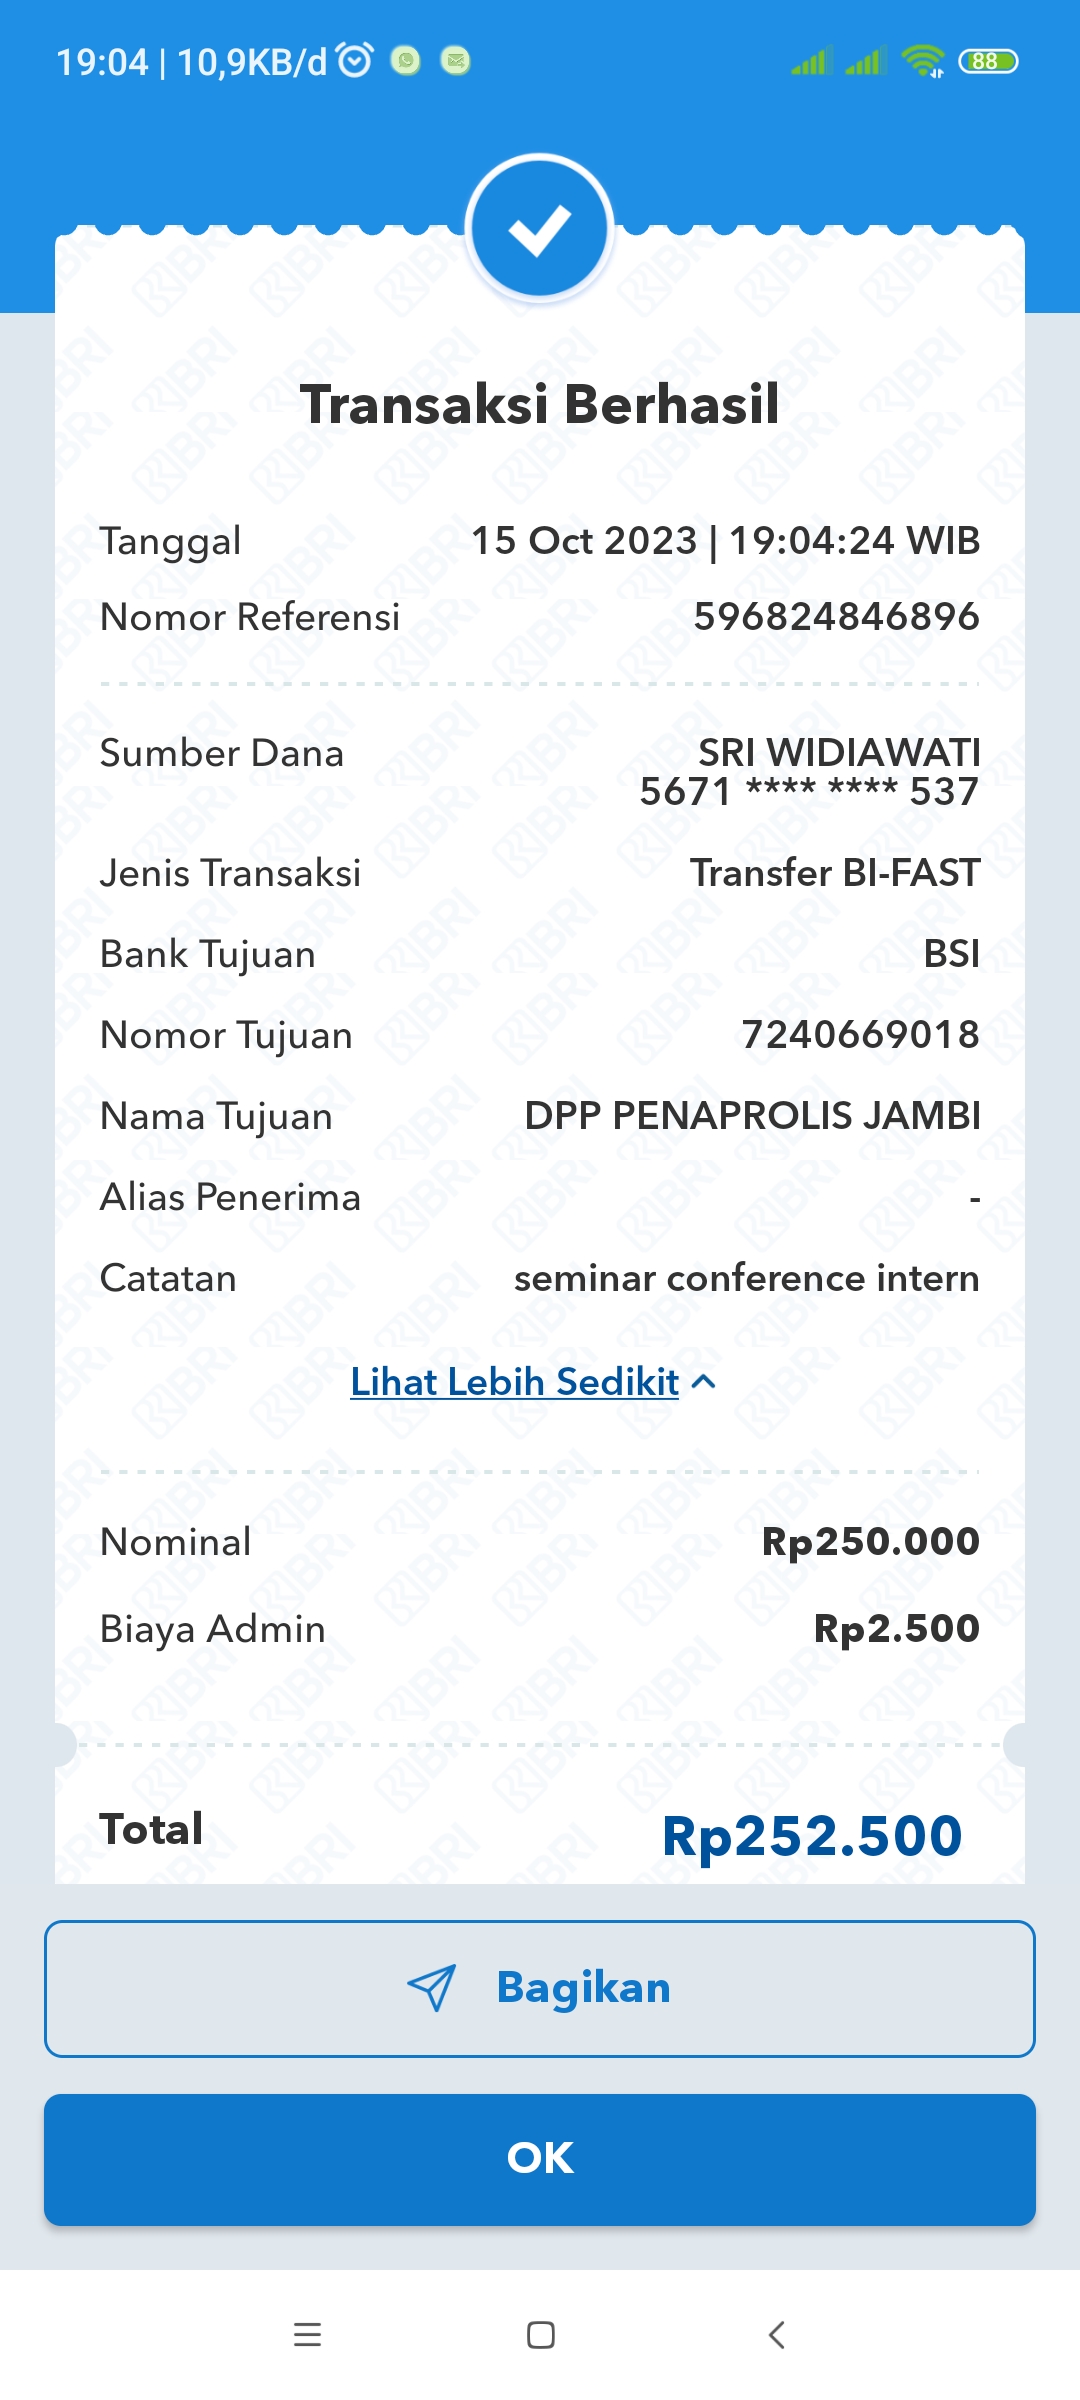 19:04 | 10,9KB/d
88
Transaksi Berhasil
Tanggal 15 Oct 2023 | 19:04:24 WIB
Nomor Referensi 596824846896
Sumber Dana SRI WIDIAWATI
5671 **** **** 537
Jenis Transaksi Transfer BI-FAST
Bank Tujuan BSI
Nomor Tujuan 7240669018
Nama Tujuan DPP PENAPROLIS JAMBI
Alias Penerima -
Catatan seminar conference intern
Lihat Lebih Sedikit
Nominal Rp250.000
Biaya Admin Rp2.500
Total Rp252.500
Bagikan
OK